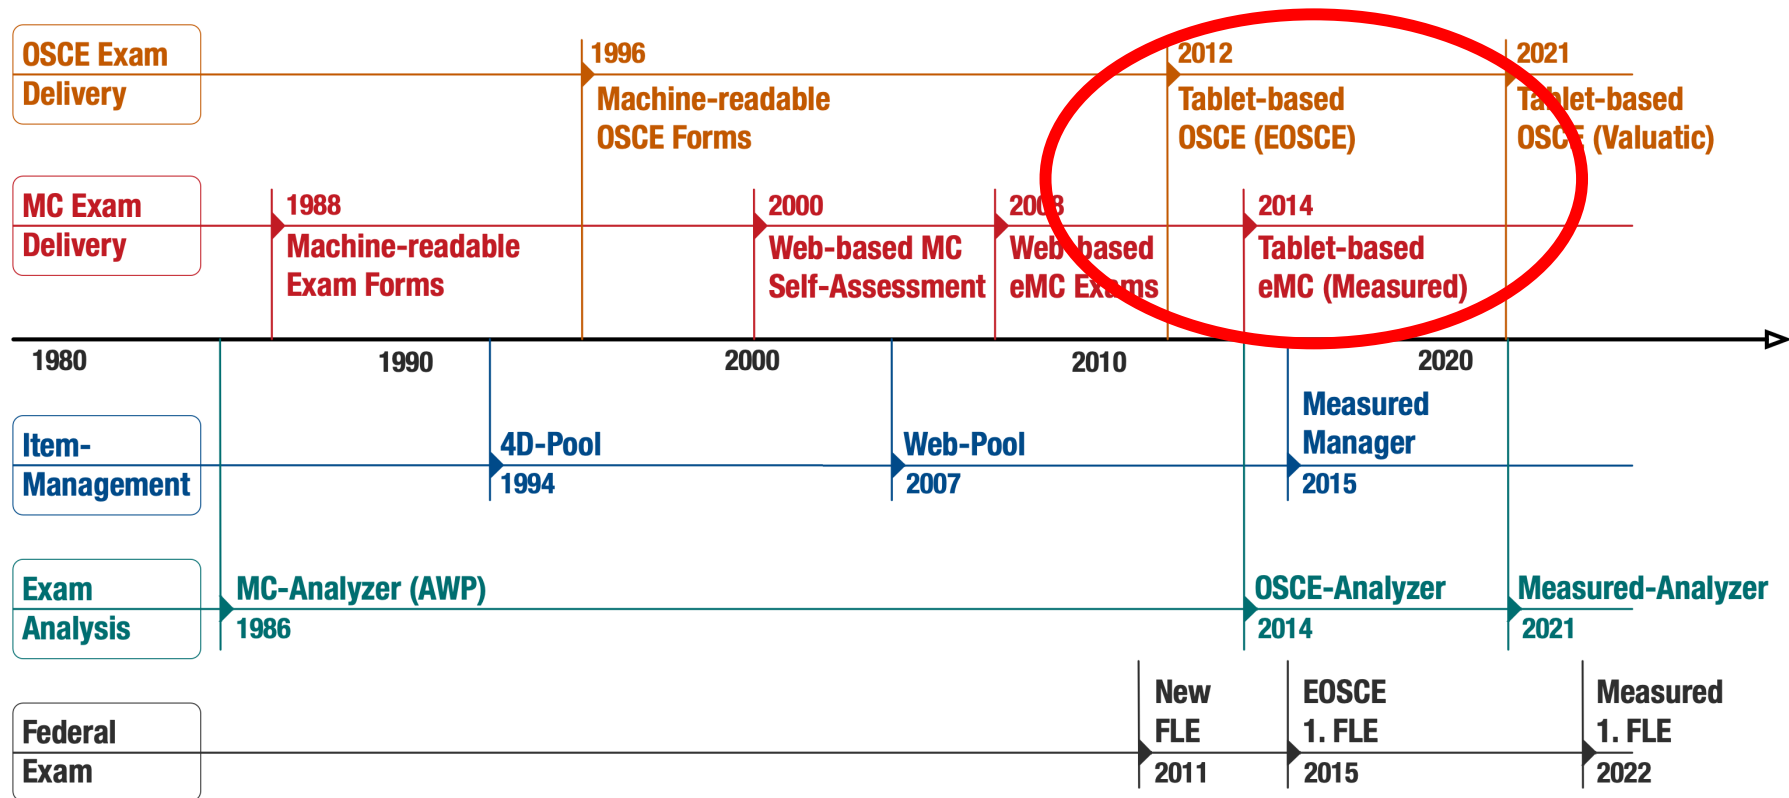 OSCE Exam
Delivery
1996
Machine-readable
OSCE Forms
2012
Tablet-based
OSCE (EOSCE)
2021
Tablet-based
OSCE (Valuatic)
MC Exam
Delivery
1988
Machine-readable
Exam Forms
2000
Web-based MC
Self-Assessment
Web-based
eMC Exams
2014
Tablet-based
eMC (Measured)
1980
1990
2000
2010
2020
Item-
Management
4D-Pool
1994
Web-Pool
2007
Measured
Manager
2015
Exam
Analysis
MC-Analyzer (AWP)
1986
OSCE-Analyzer
2014
Measured-Analyzer
2021
Federal
Exam
New
FLE
2011
EOSCE
1. FLE
2015
Measured
1. FLE
2022